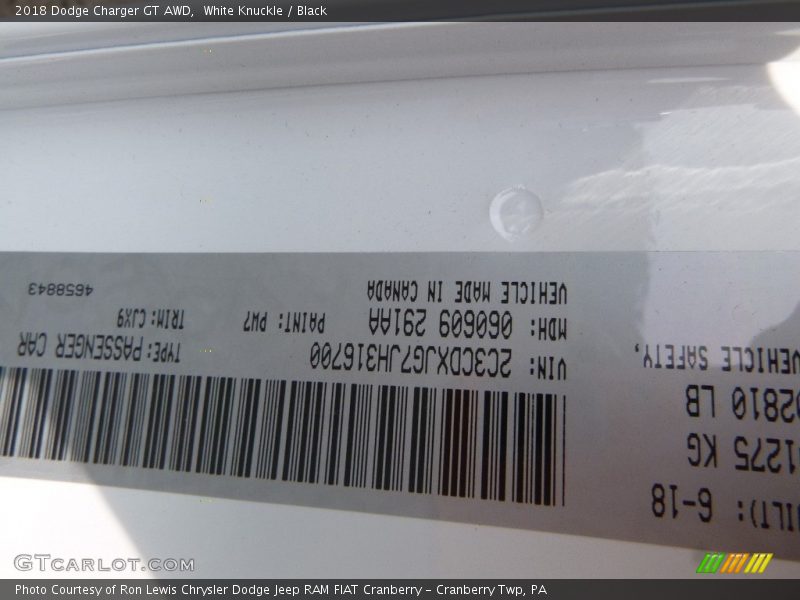 2018 Dodge Charger GT AWD, White Knuckle / Black
ILT): 6-18
1275 KG
02810 LB
VEHICLE SAFETY.
VIN: 2C3CDXJG7JH316700
TYPE: PASSENGER CAR
MDH: 060609 291AA
PAINT: PW7
TRIM: CJX9
VEHICLE MADE IN CANADA
4658843
GTCARLOT.COM
Photo Courtesy of Ron Lewis Chrysler Dodge Jeep RAM FIAT Cranberry - Cranberry Twp, PA